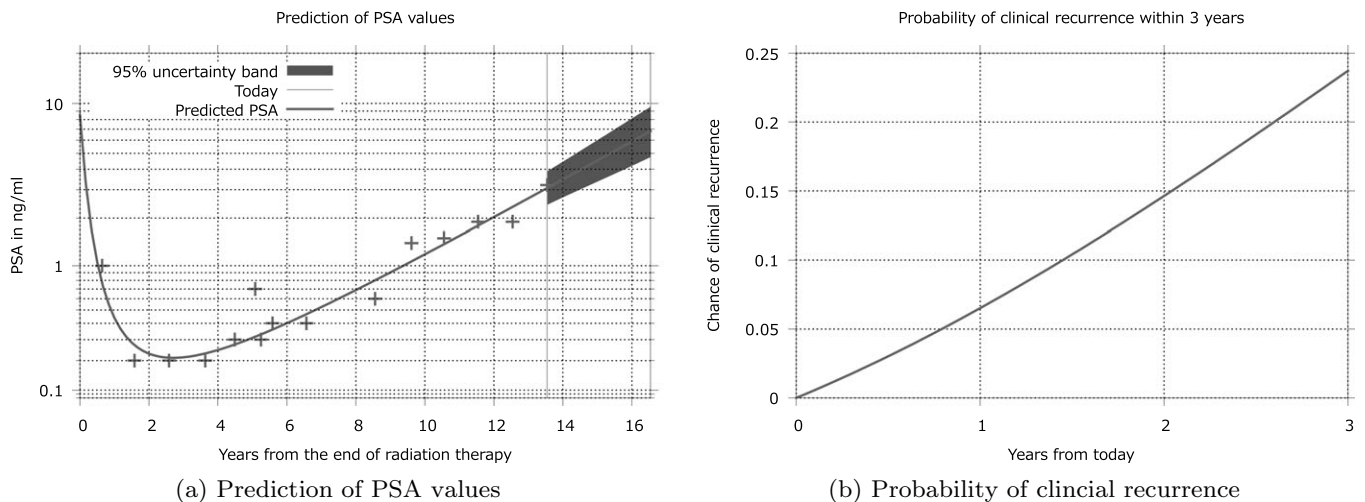 Prediction of PSA values
95% uncertainty band
Today
Predicted PSA
10
1
0.1
PSA in ng/ml
0 2 4 6 8 10 12 14 16
Years from the end of radiation therapy
(a) Prediction of PSA values
Probability of clinical recurrence within 3 years
0.25
0.2
0.15
0.1
0.05
0
Chance of clinical recurrence
0 1 2 3
Years from today
(b) Probability of clincial recurrence